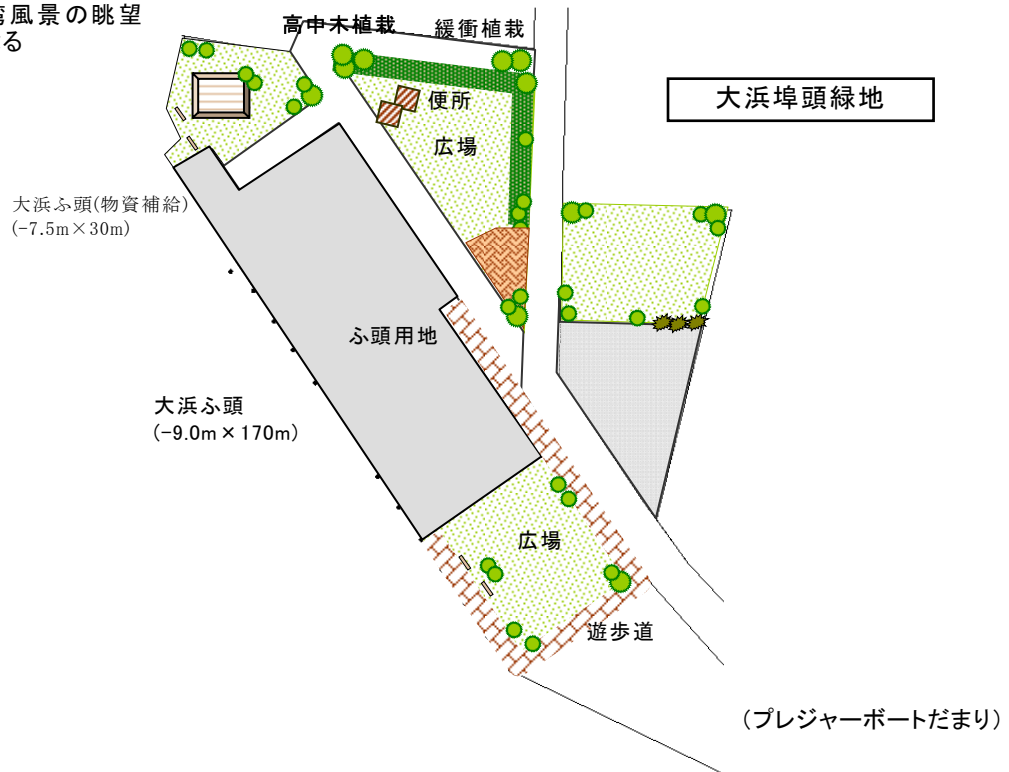 湾風景の眺望
る
高中木植栽
緩衝植栽
大浜埠頭緑地
便所
広場
大浜ふ頭(物資補給)
(-7.5m×30m)
ふ頭用地
大浜ふ頭
(-9.0m×170m)
広場
遊歩道
(プレジャーボートだまり)